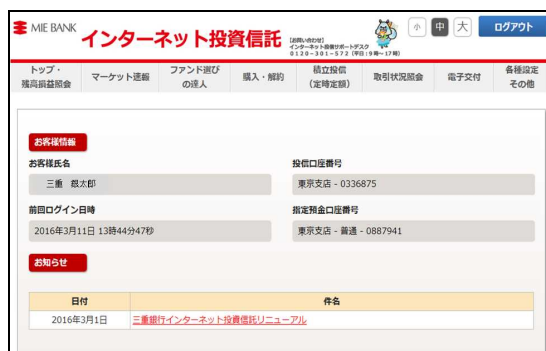 MIE BANK
インターネット投資信託
【お問い合わせ】
インターネット投資サポートデスク
0120-301-572（平日：9時～17時）
小 中 大
ログアウト
トップ・残高損益照会
マーケット速報
ファンド選びの達人
購入・解約
積立投信（定時定額）
取引状況照会
電子交付
各種設定その他
お客様情報
お客様氏名
投信口座番号
三重 銀太郎
東京支店 - 0336875
前回ログイン日時
指定預金口座番号
2016年3月11日 13時44分47秒
東京支店 - 普通 - 0887941
お知らせ
日付
件名
2016年3月1日
三重銀行インターネット投資信託リニューアル